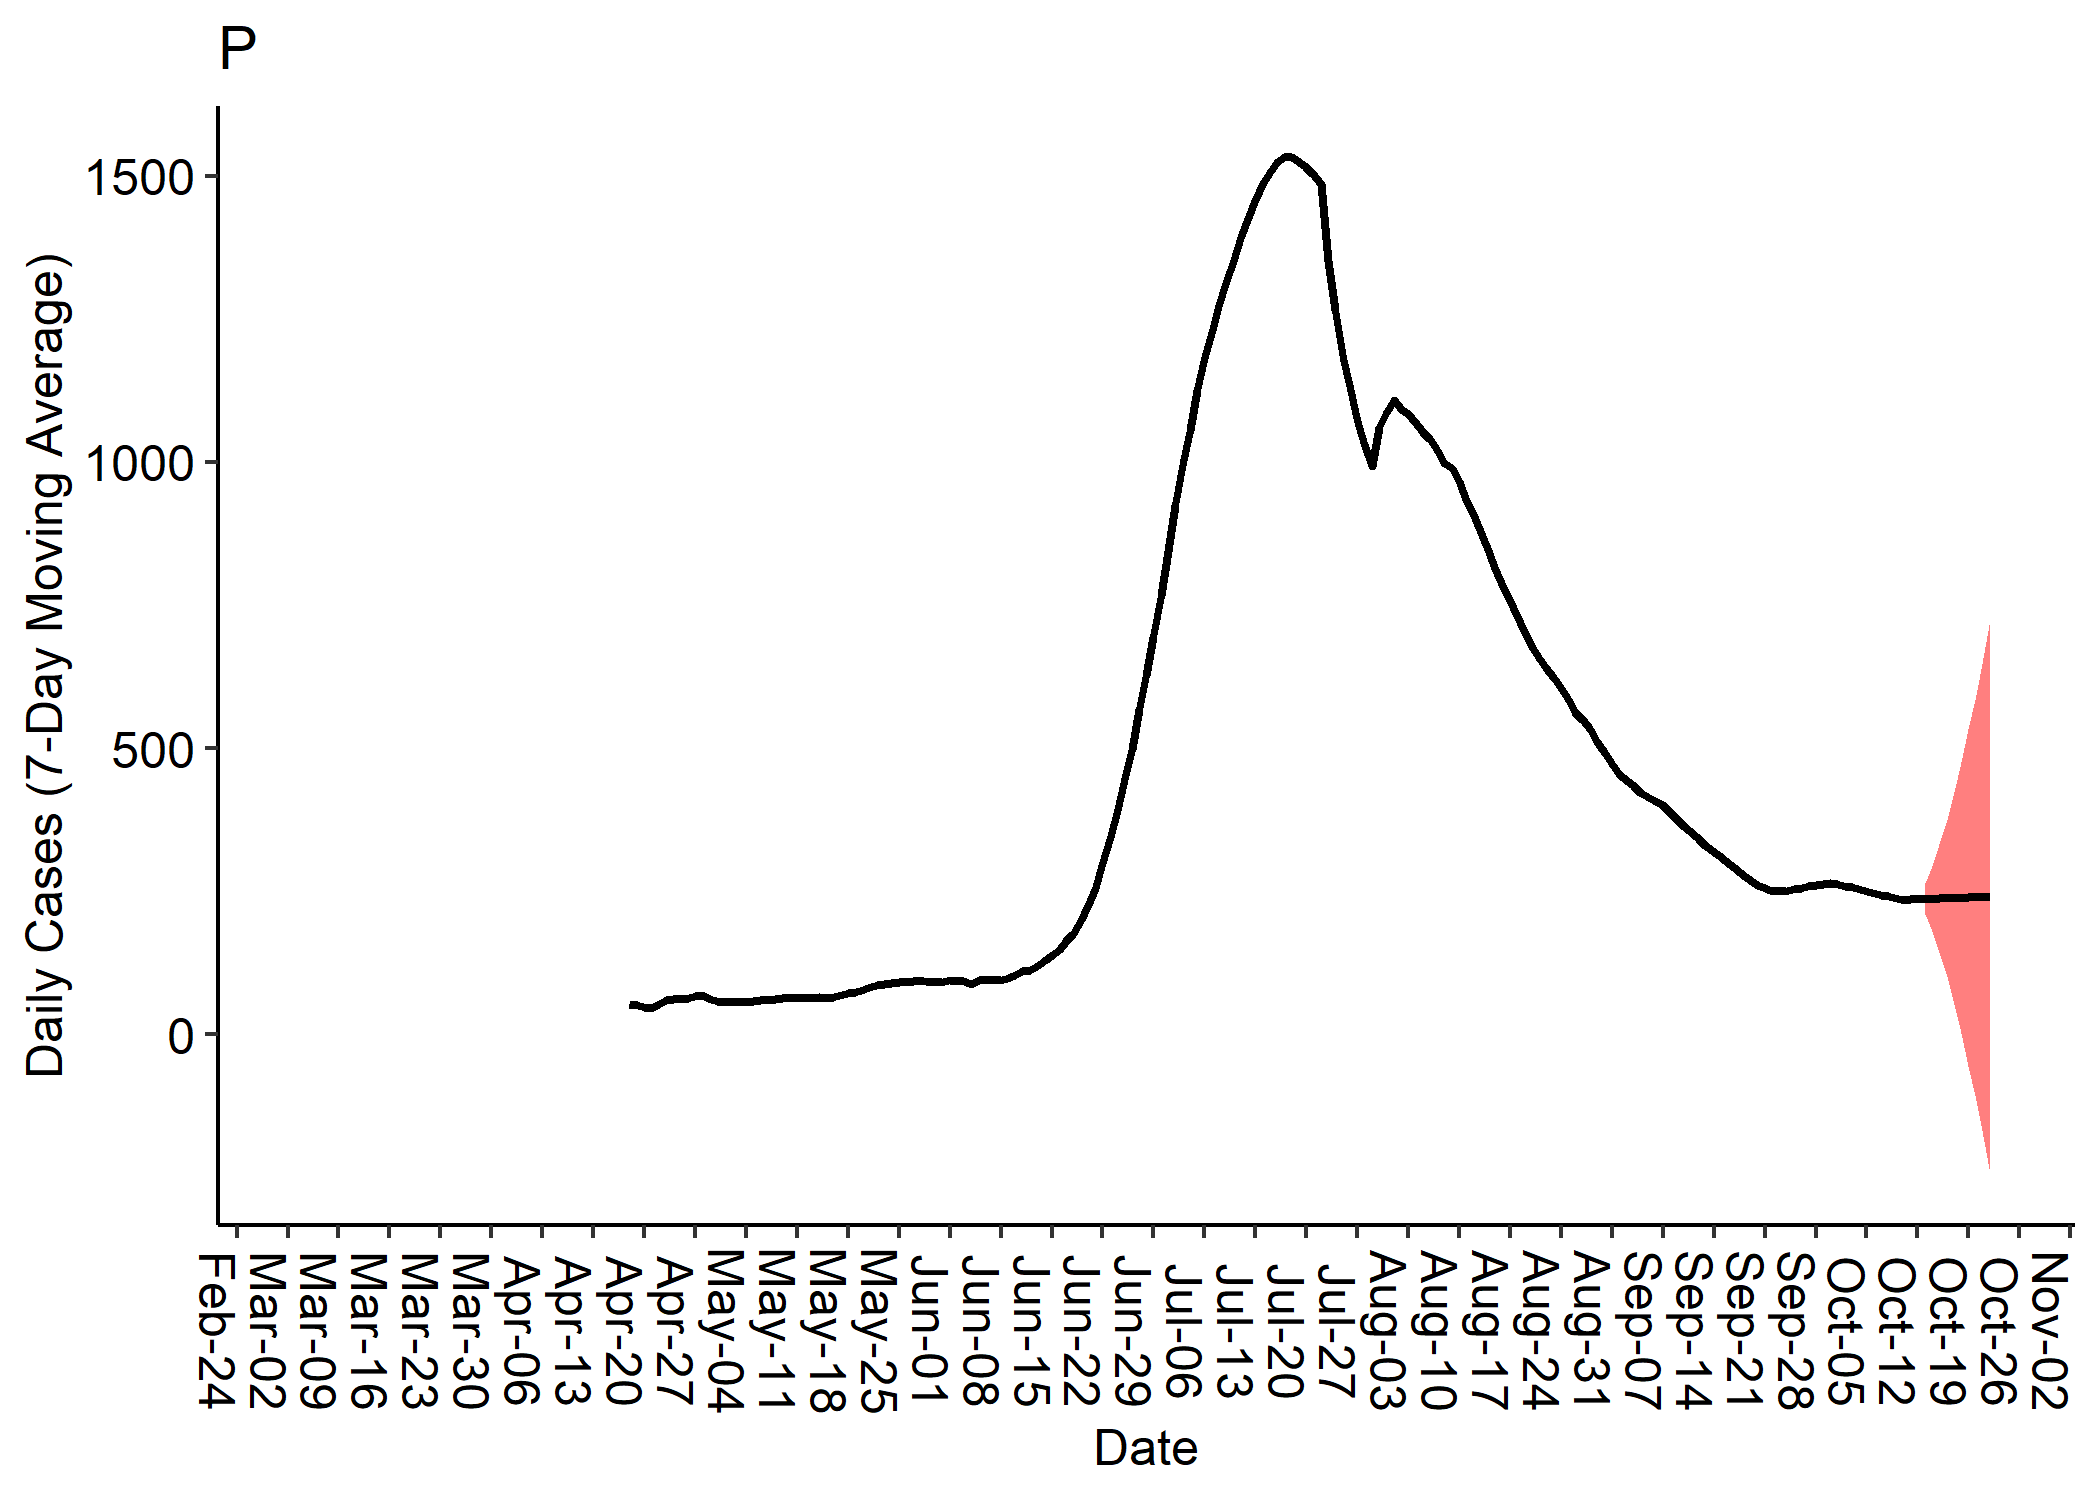 P
Daily Cases (7-Day Moving Average)
1500
1000
500
0
Feb-24
Mar-02
Mar-09
Mar-16
Mar-23
Mar-30
Apr-06
Apr-13
Apr-20
Apr-27
May-04
May-11
May-18
May-25
Jun-01
Jun-08
Jun-15
Jun-22
Jun-29
Jul-06
Jul-13
Jul-20
Jul-27
Aug-03
Aug-10
Aug-17
Aug-24
Aug-31
Sep-07
Sep-14
Sep-21
Sep-28
Oct-05
Oct-12
Oct-19
Oct-26
Nov-02
Date